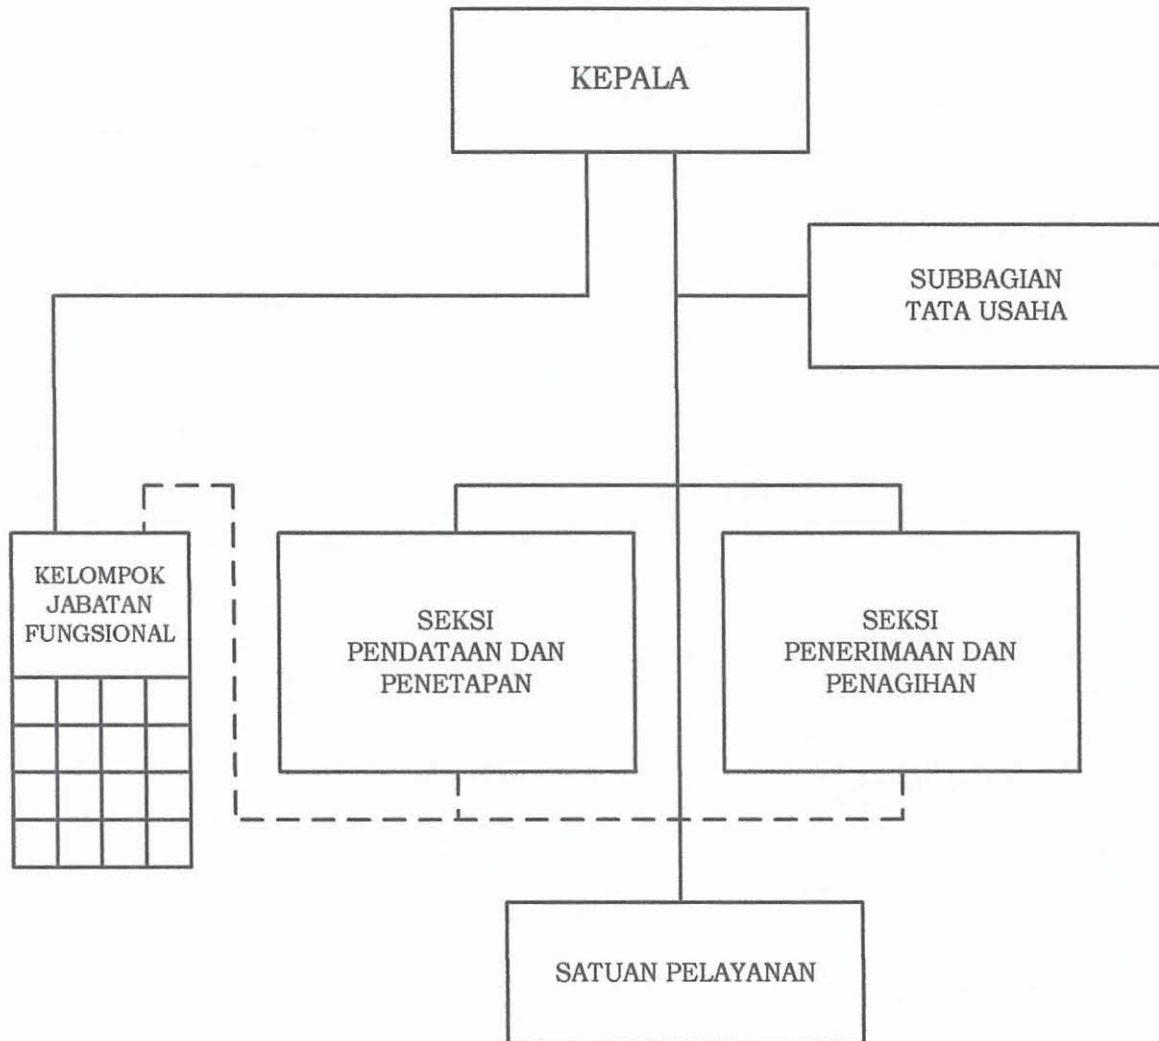 KEPALA
SUBBAGIAN
TATA USAHA
KELOMPOK
JABATAN
FUNGSIONAL
SEKSI
PENDATAAN DAN
PENETAPAN
SEKSI
PENERIMAAN DAN
PENAGIHAN
SATUAN PELAYANAN